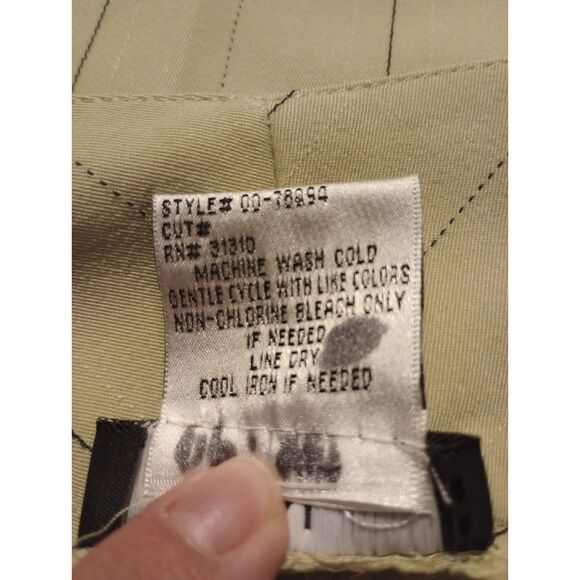 STYLE# 00-76994
CUT#
RN# 31310
MACHINE WASH COLD
GENTLE CYCLE WITH LIKE COLORS
NON-CHLORINE BLEACH ONLY
IF NEEDED
LINE DRY
COOL IRON IF NEEDED